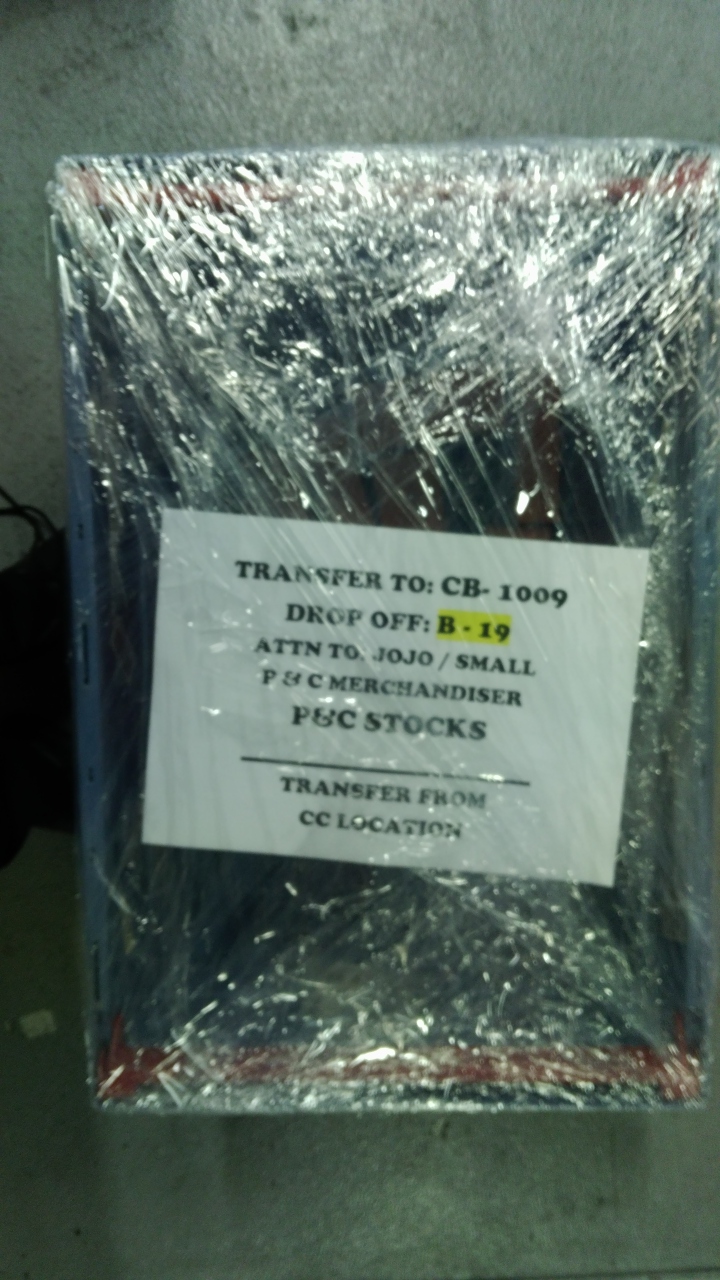 TRANSFER TO: CB- 1009
DROP OFF: B - 19
ATTN TO: JOJO / SMALL
P & C MERCHANDISER
P&C STOCKS
TRANSFER FROM
CC LOCATION